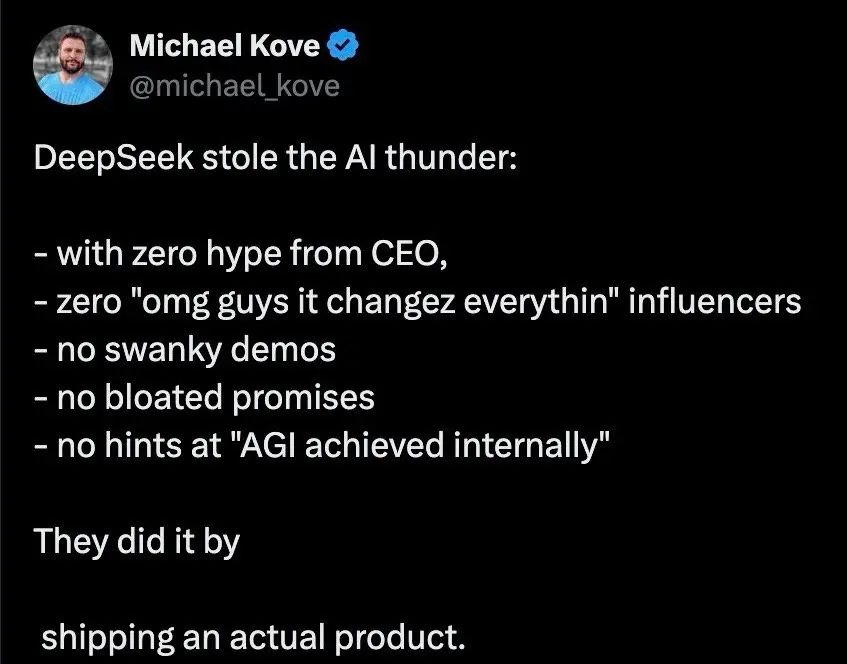 Michael Kove
@michael_kove
DeepSeek stole the AI thunder:
- with zero hype from CEO,
- zero "omg guys it changez everythin" influencers
- no swanky demos
- no bloated promises
- no hints at "AGI achieved internally"
They did it by
shipping an actual product.